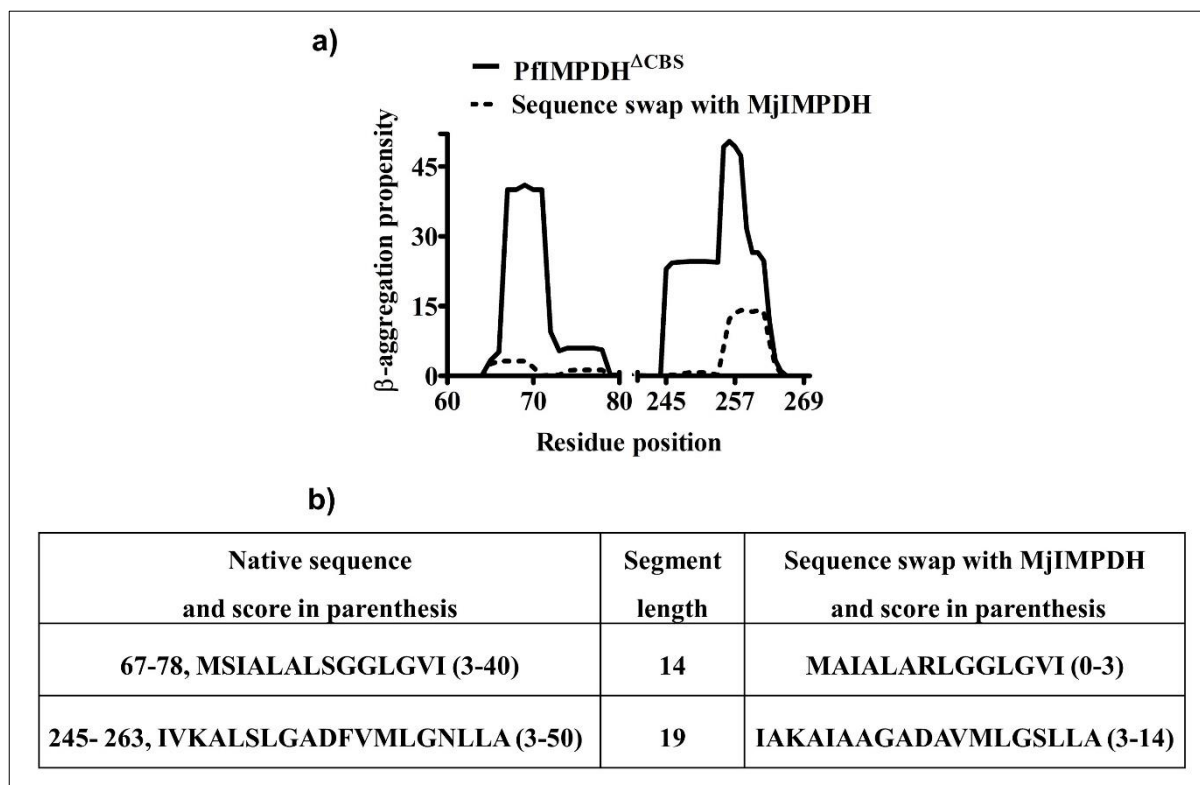 a)
PfIMPDH^ΔCBS
Sequence swap with MjIMPDH
β-aggregation propensity
45
30
15
0
60 70 80 245 257 269
Residue position
b)
Native sequence
and score in parenthesis
Segment
length
Sequence swap with MjIMPDH
and score in parenthesis
67-78, MSIALALSGGLGVI (3-40)
14
MAIALARLGGLGVI (0-3)
245- 263, IVKALSLGADFVMLGNLLA (3-50)
19
IAKAIAAGADAVMLGSLLA (3-14)